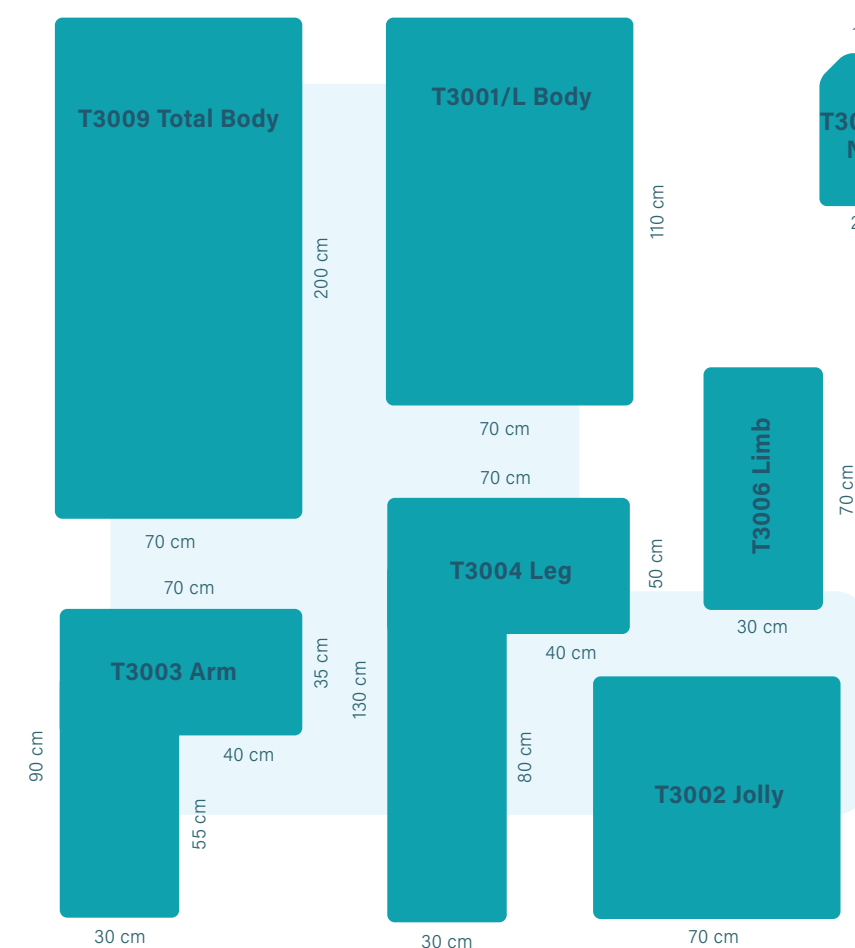 T3009 Total Body
200 cm
70 cm
T3001/L Body
110 cm
70 cm
T3006 Limb
70 cm
30 cm
70 cm
T3003 Arm
35 cm
40 cm
90 cm
55 cm
30 cm
70 cm
T3004 Leg
50 cm
40 cm
130 cm
80 cm
30 cm
T3002 Jolly
70 cm